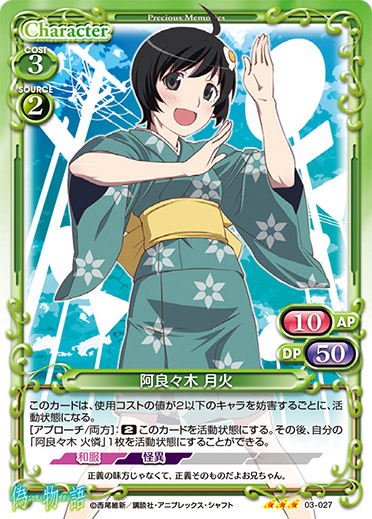 Precious Memories
Character
COST
3
SOURCE
2
10 AP
DP 50
阿良々木 月火
このカードは、使用コストの値が2以下のキャラを妨害するごとに、活
動状態になる。
[アプローチ/両方]:2このカードを活動状態にする。その後、自分の
「阿良々木 火憐」1枚を活動状態にすることができる。
和服 怪異
正義の味方じゃなくて、正義そのものだよお兄ちゃん。
偽物語
©西尾維新/講談社・アニプレックス・シャフト
03-027